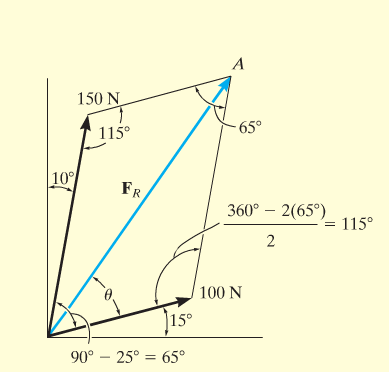 A
150 N
115°
65°
10°
F_R
360° − 2(65°)
2
= 115°
θ
100 N
15°
90° − 25° = 65°